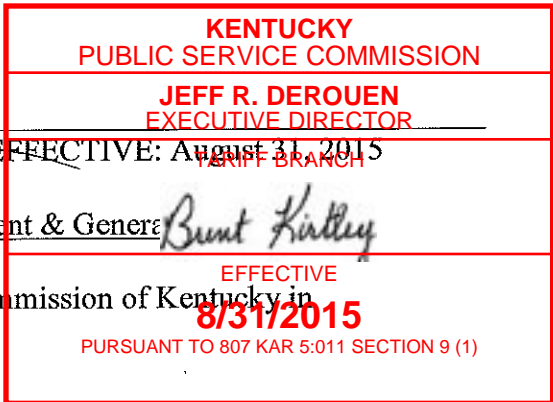 KENTUCKY
PUBLIC SERVICE COMMISSION
JEFF R. DEROUEN
EXECUTIVE DIRECTOR
EFFECTIVE: August 31, 2015
TARIFF BRANCH
ent & Genera
Brent Kirtley
EFFECTIVE
mmission of Kentucky in
8/31/2015
PURSUANT TO 807 KAR 5:011 SECTION 9 (1)